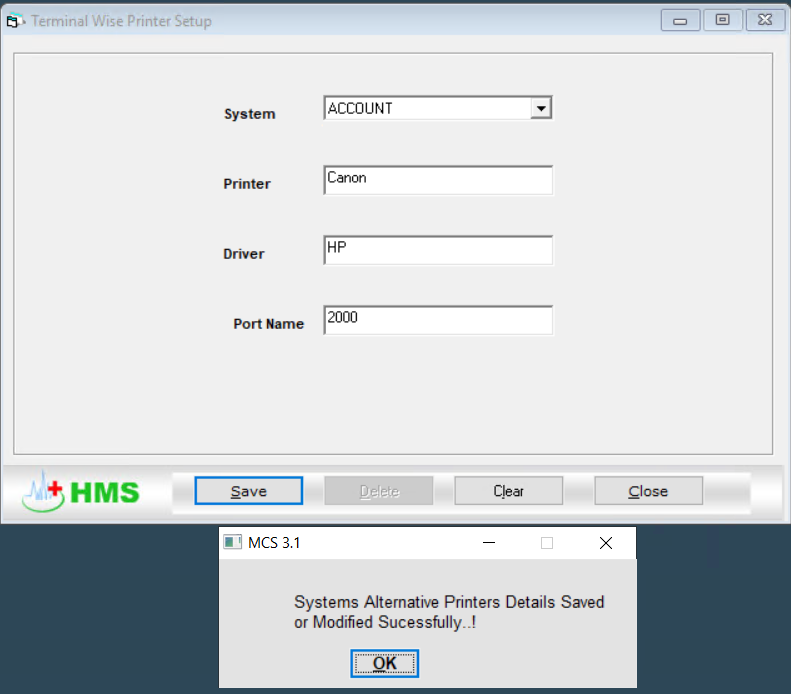 Terminal Wise Printer Setup
System
ACCOUNT
Printer
Canon
Driver
HP
Port Name
2000
HMS
Save
Delete
Clear
Close
MCS 3.1
Systems Alternative Printers Details Saved
or Modified Sucessfully..!
OK